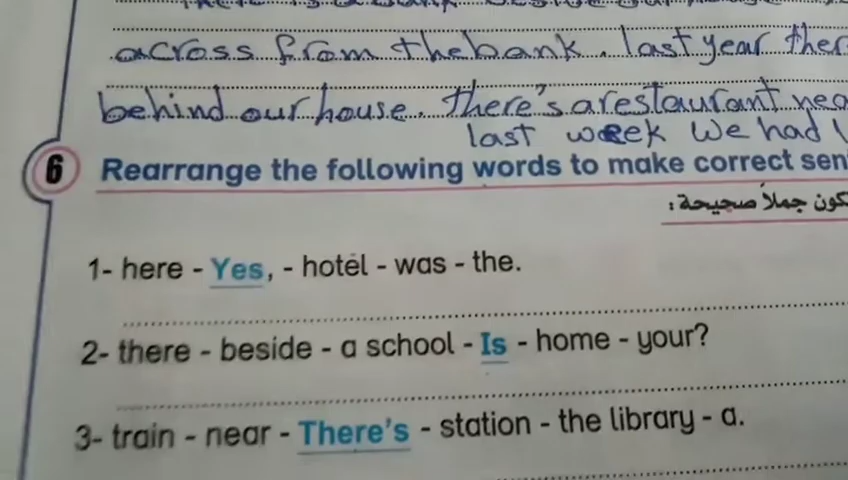 across from the bank. last year ther
behind our house. there's a restaurant nea
last week We had
6 Rearrange the following words to make correct sen
كون جملاً صحيحة:
1- here - Yes, - hotel - was - the.
2- there - beside - a school - Is - home - your?
3- train - near - There's - station - the library - a.